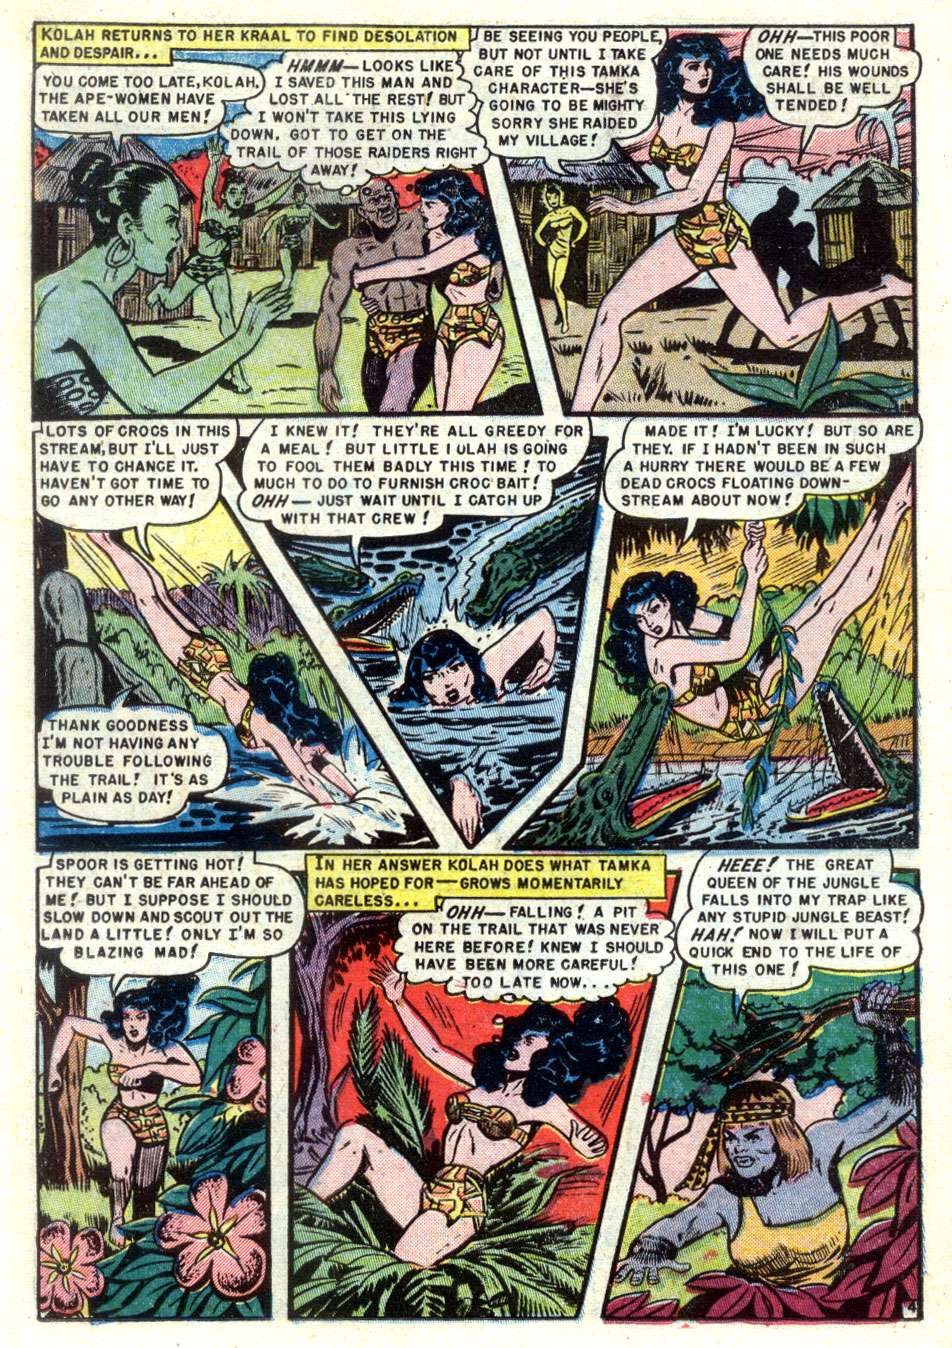 KOLAH RETURNS TO HER KRAAL TO FIND DESOLATION
AND DESPAIR...
YOU COME TOO LATE, KOLAH.
THE APE-WOMEN HAVE
TAKEN ALL OUR MEN!
HMMM—LOOKS LIKE
I SAVED THIS MAN AND
LOST ALL THE REST! BUT
I WON'T TAKE THIS LYING
DOWN. GOT TO GET ON THE
TRAIL OF THOSE RAIDERS RIGHT
AWAY!
BE SEEING YOU PEOPLE,
BUT NOT UNTIL I TAKE
CARE OF THIS TAMKA
CHARACTER—SHE'S
GOING TO BE MIGHTY
SORRY SHE RAIDED
MY VILLAGE!
OHH—THIS POOR
ONE NEEDS MUCH
CARE! HIS WOUNDS
SHALL BE WELL
TENDED!
LOTS OF CROCS IN THIS
STREAM, BUT I'LL JUST
HAVE TO CHANCE IT.
HAVEN'T GOT TIME TO
GO ANY OTHER WAY!
THANK GOODNESS
I'M NOT HAVING ANY
TROUBLE FOLLOWING
THE TRAIL! IT'S AS
PLAIN AS DAY!
I KNEW IT! THEY'RE ALL GREEDY FOR
A MEAL! BUT LITTLE IULAH IS GOING
TO FOOL THEM BADLY THIS TIME! TO
MUCH TO DO TO FURNISH CROC BAIT!
OHH—JUST WAIT UNTIL I CATCH UP
WITH THAT CREW!
MADE IT! I'M LUCKY! BUT SO ARE
THEY. IF I HADN'T BEEN IN SUCH
A HURRY THERE WOULD BE A FEW
DEAD CROCS FLOATING DOWN-
STREAM ABOUT NOW!
SPOOR IS GETTING HOT!
THEY CAN'T BE FAR AHEAD OF
ME! BUT I SUPPOSE I SHOULD
SLOW DOWN AND SCOUT OUT THE
LAND A LITTLE! ONLY I'M SO
BLAZING MAD!
IN HER ANSWER KOLAH DOES WHAT TAMKA
HAS HOPED FOR—GROWS MOMENTARILY
CARELESS...
OHH—FALLING! A PIT
ON THE TRAIL THAT WAS NEVER
HERE BEFORE! KNEW I SHOULD
HAVE BEEN MORE CAREFUL!
TOO LATE NOW...
HEEE! THE GREAT
QUEEN OF THE JUNGLE
FALLS INTO MY TRAP LIKE
ANY STUPID JUNGLE BEAST!
HAH! NOW I WILL PUT A
QUICK END TO THE LIFE OF
THIS ONE!
4